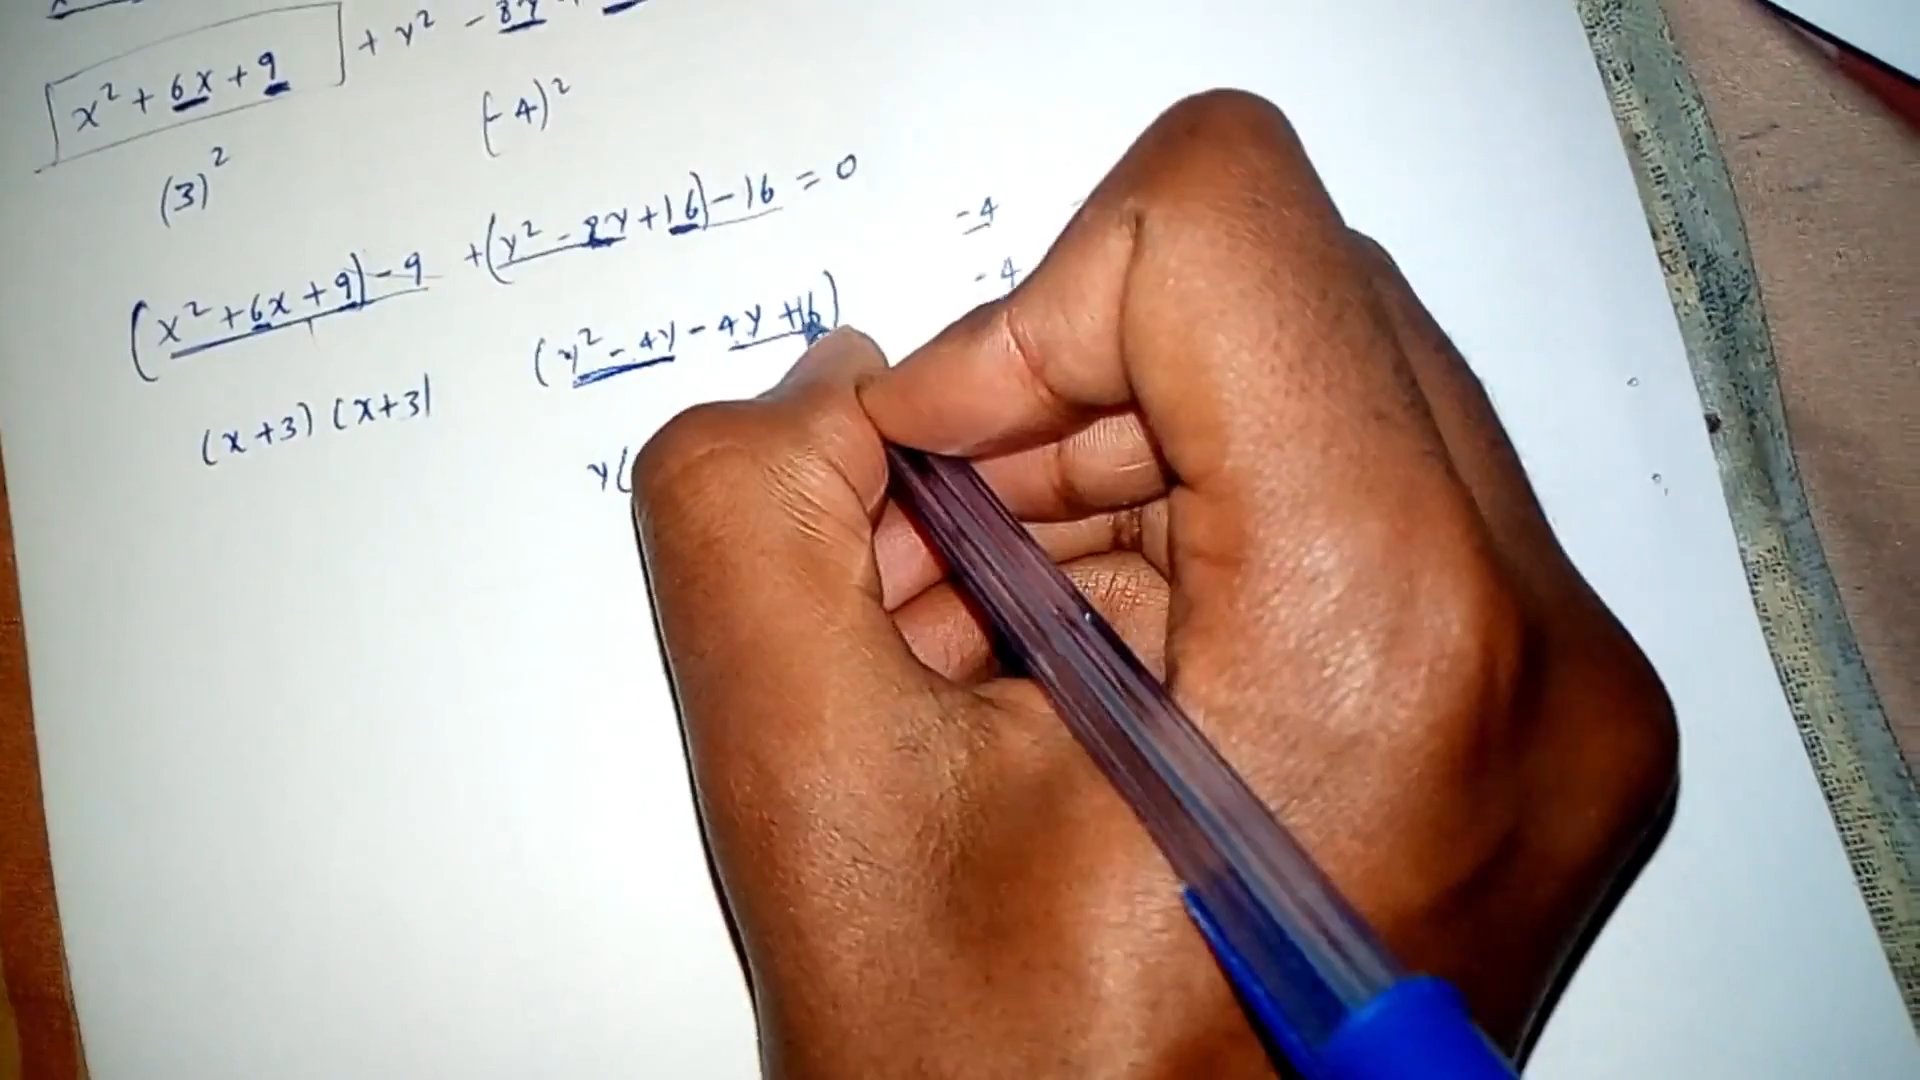 x² + 6x + 9 + y² - 8y
(3)² (-4)²
(x² + 6x + 9) - 9 + (y² - 8y + 16) - 16 = 0
-4
(y² - 4y - 4y + 16) -4
(x + 3) (x + 3)
y(